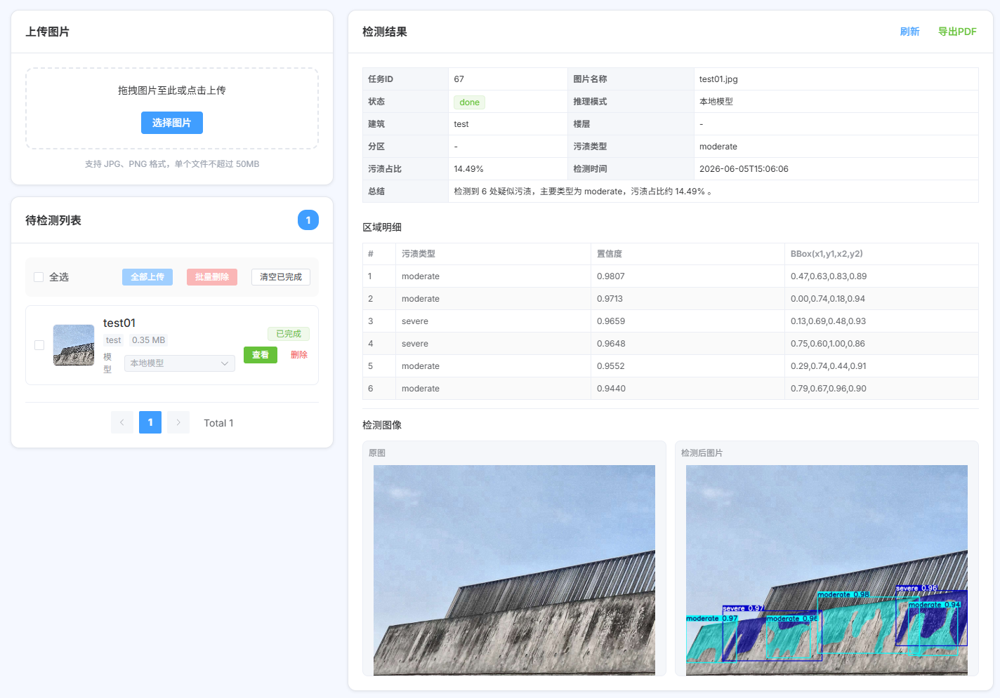 上传图片
拖拽图片至此或点击上传
选择图片
支持 JPG、PNG 格式，单个文件不超过 50MB
待检测列表
1
全选
全部上传
批量删除
清空已完成
test01
test 0.35 MB
已完成
模型
本地模型
查看
删除
1
Total 1
检测结果
刷新
导出PDF
任务ID 67 图片名称 test01.jpg
状态 done 推理模式 本地模型
建筑 test 楼层 -
分区 - 污渍类型 moderate
污渍占比 14.49% 检测时间 2026-06-05T15:06:06
总结 检测到 6 处疑似污渍，主要类型为 moderate，污渍占比约 14.49% 。
区域明细
# 污渍类型 置信度 BBox(x1,y1,x2,y2)
1 moderate 0.9807 0.47,0.63,0.83,0.89
2 moderate 0.9713 0.00,0.74,0.18,0.94
3 severe 0.9659 0.13,0.69,0.48,0.93
4 severe 0.9648 0.75,0.60,1.00,0.86
5 moderate 0.9552 0.29,0.74,0.44,0.91
6 moderate 0.9440 0.79,0.67,0.96,0.90
检测图像
原图
检测后图片
severe 0.96
moderate 0.98
moderate 0.94
severe 0.97
moderate 0.97
moderate 0.96